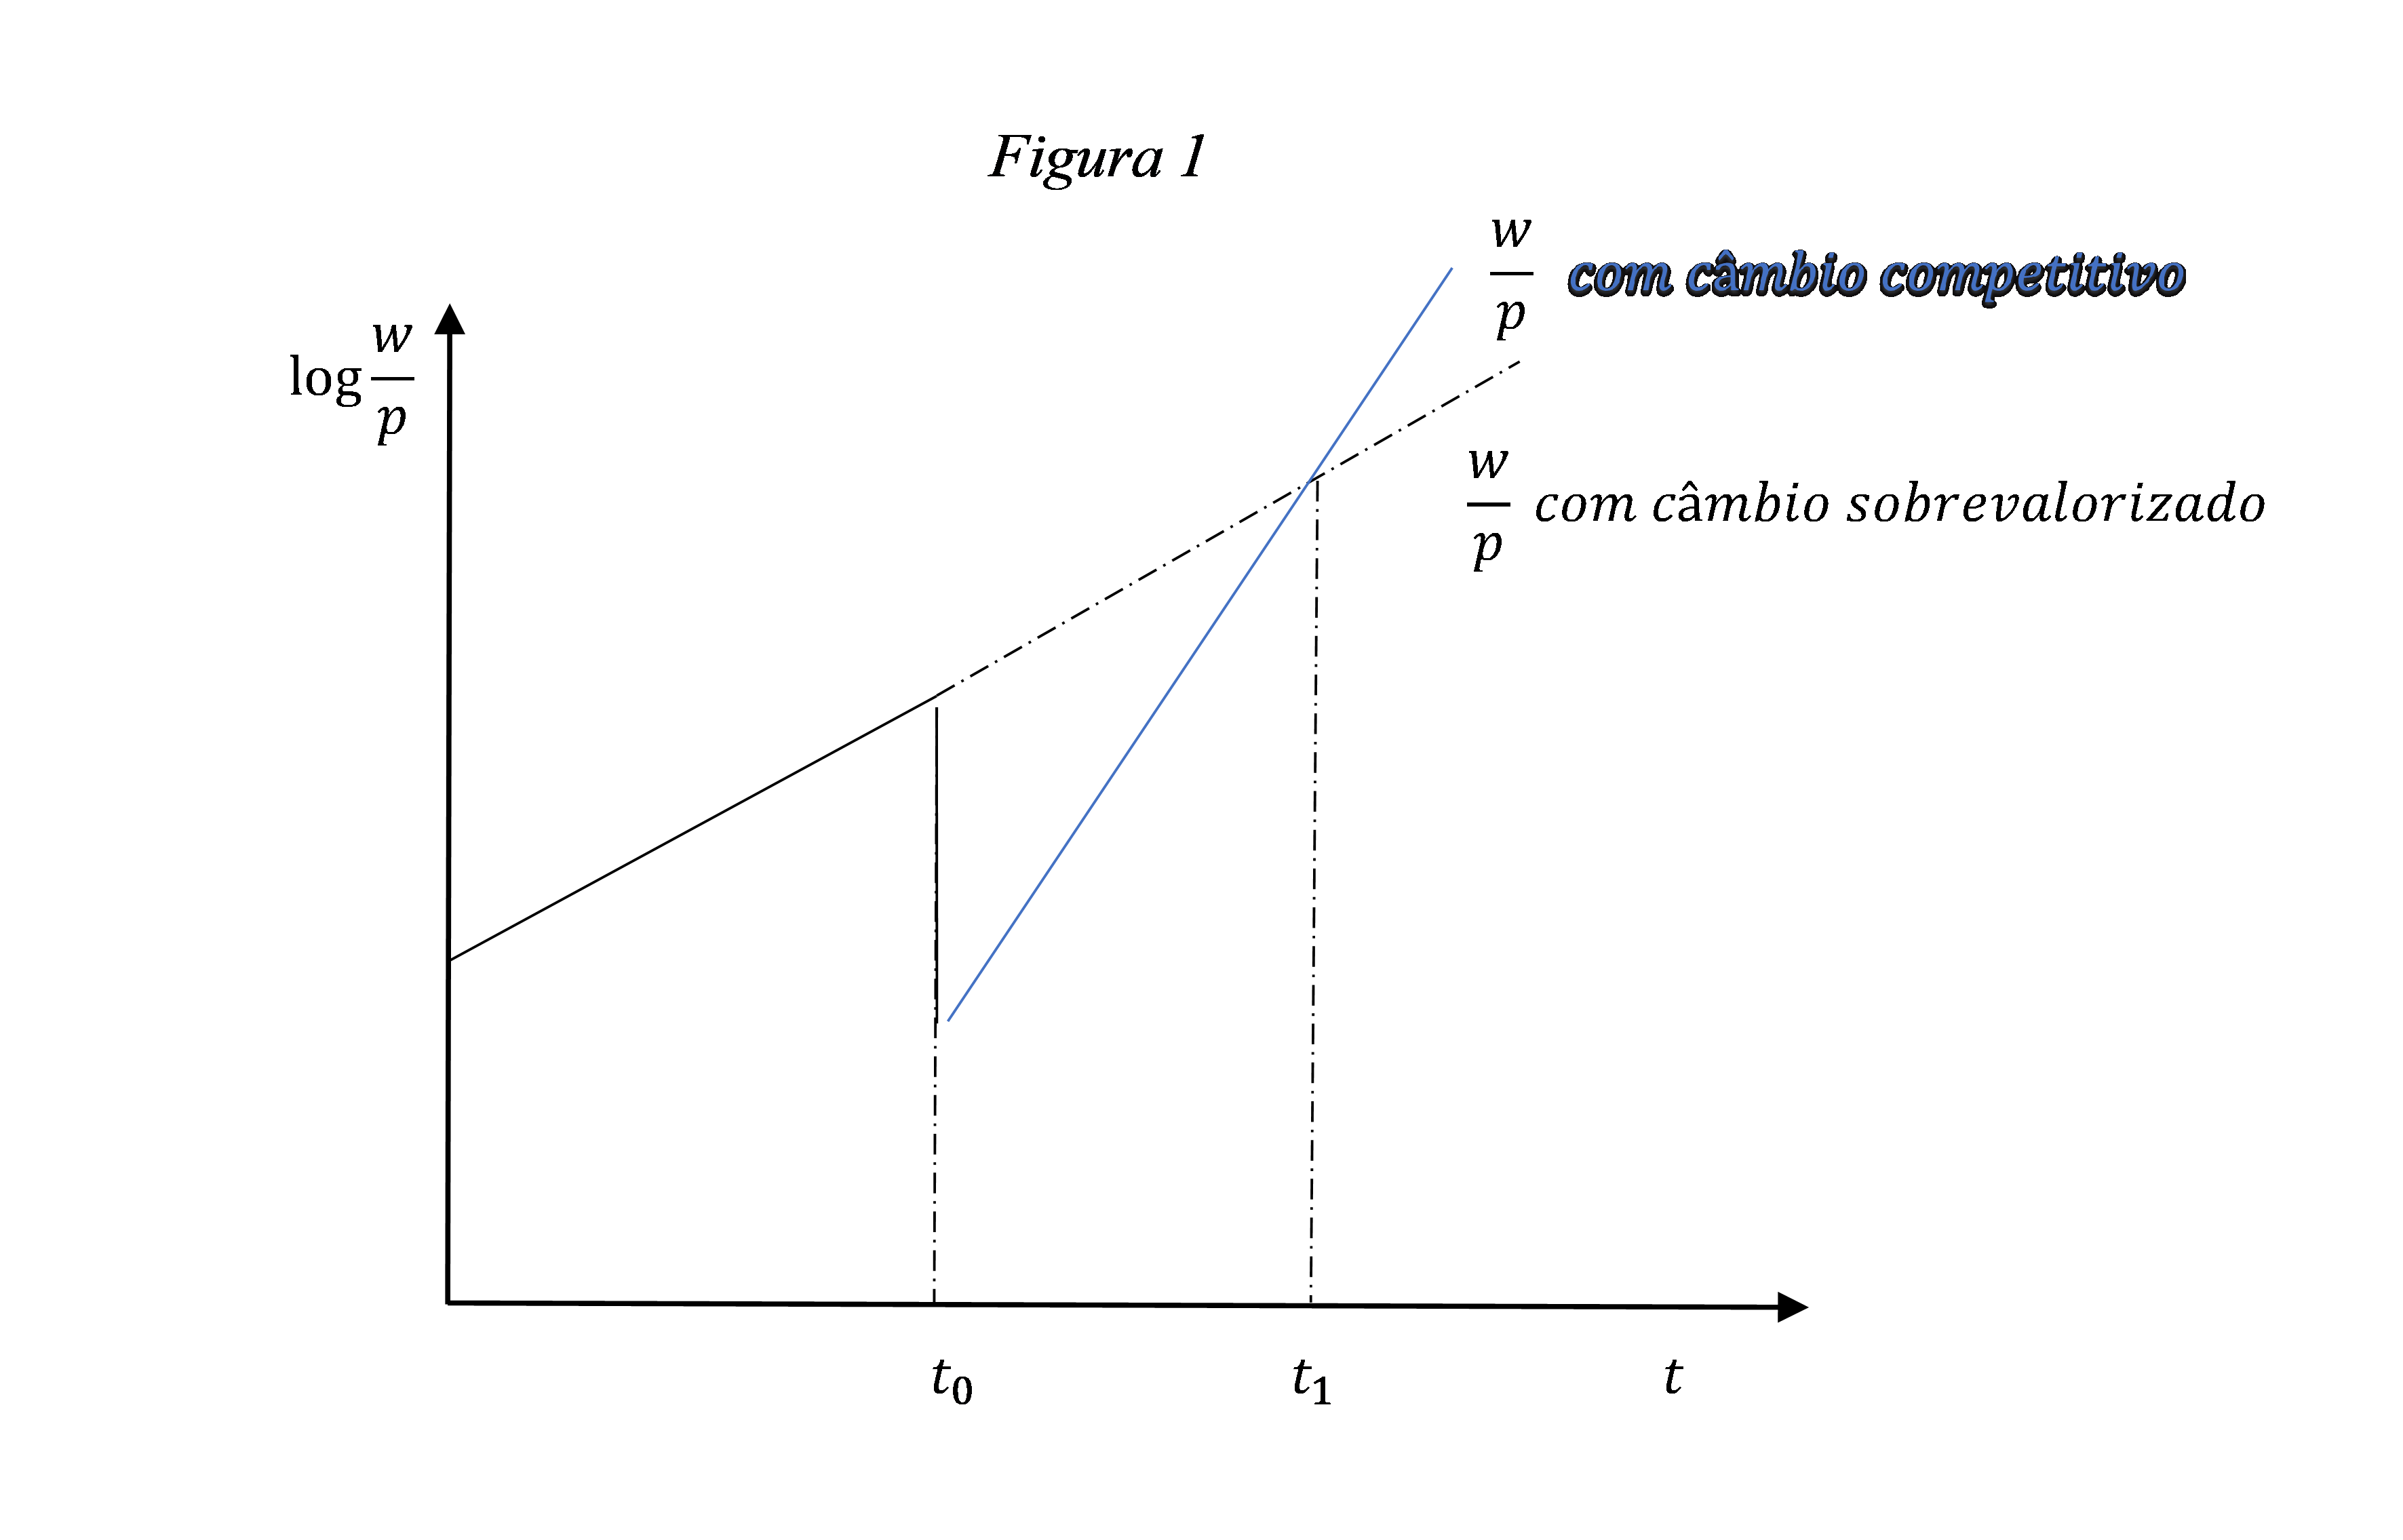 Figura 1
w/p com câmbio competitivo
log w/p
w/p com câmbio sobrevalorizado
t₀ t₁ t